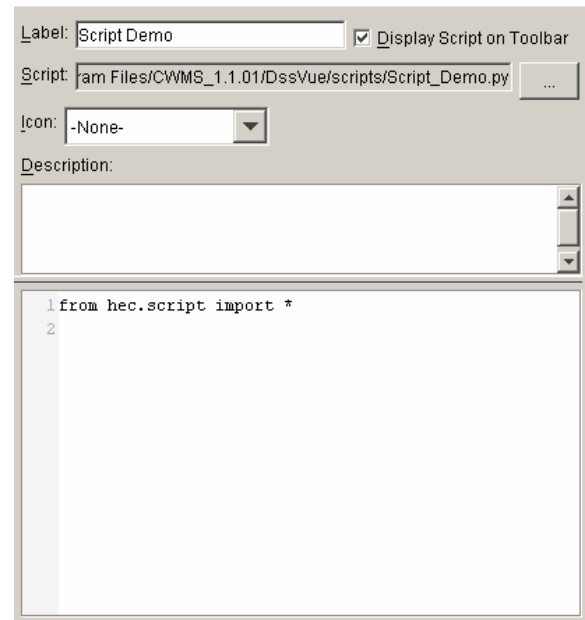 Label: Script Demo Display Script on Toolbar
Script: ram Files/CWMS_1.1.01/DssVue/scripts/Script_Demo.py ...
Icon: -None-
Description:
1 from hec.script import *
2